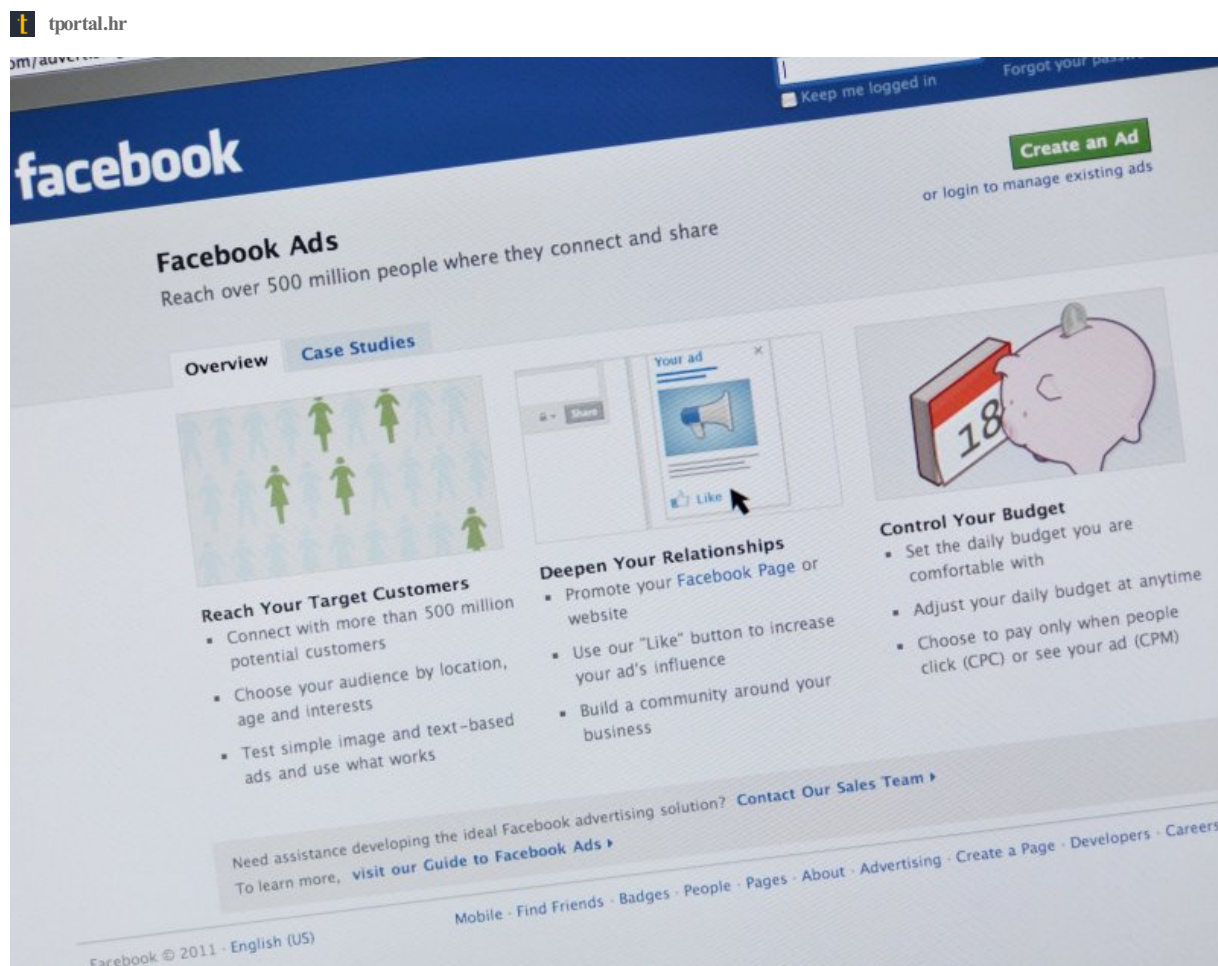 tportal.hr
Keep me logged in
Forgot your
facebook
Create an Ad
or login to manage existing ads
Facebook Ads
Reach over 500 million people where they connect and share
Overview
Case Studies
Your ad
Share
Like
18
Reach Your Target Customers
Connect with more than 500 million
potential customers
Choose your audience by location,
age and interests
Test simple image and text-based
ads and use what works
Deepen Your Relationships
Promote your Facebook Page or
website
Use our "Like" button to increase
your ad's influence
Build a community around your
business
Control Your Budget
Set the daily budget you are
comfortable with
Adjust your daily budget at anytime
Choose to pay only when people
click (CPC) or see your ad (CPM)
Need assistance developing the ideal Facebook advertising solution? Contact Our Sales Team
To learn more, visit our Guide to Facebook Ads
Facebook © 2011 · English (US)
Mobile · Find Friends · Badges · People · Pages · About · Advertising · Create a Page · Developers · Careers